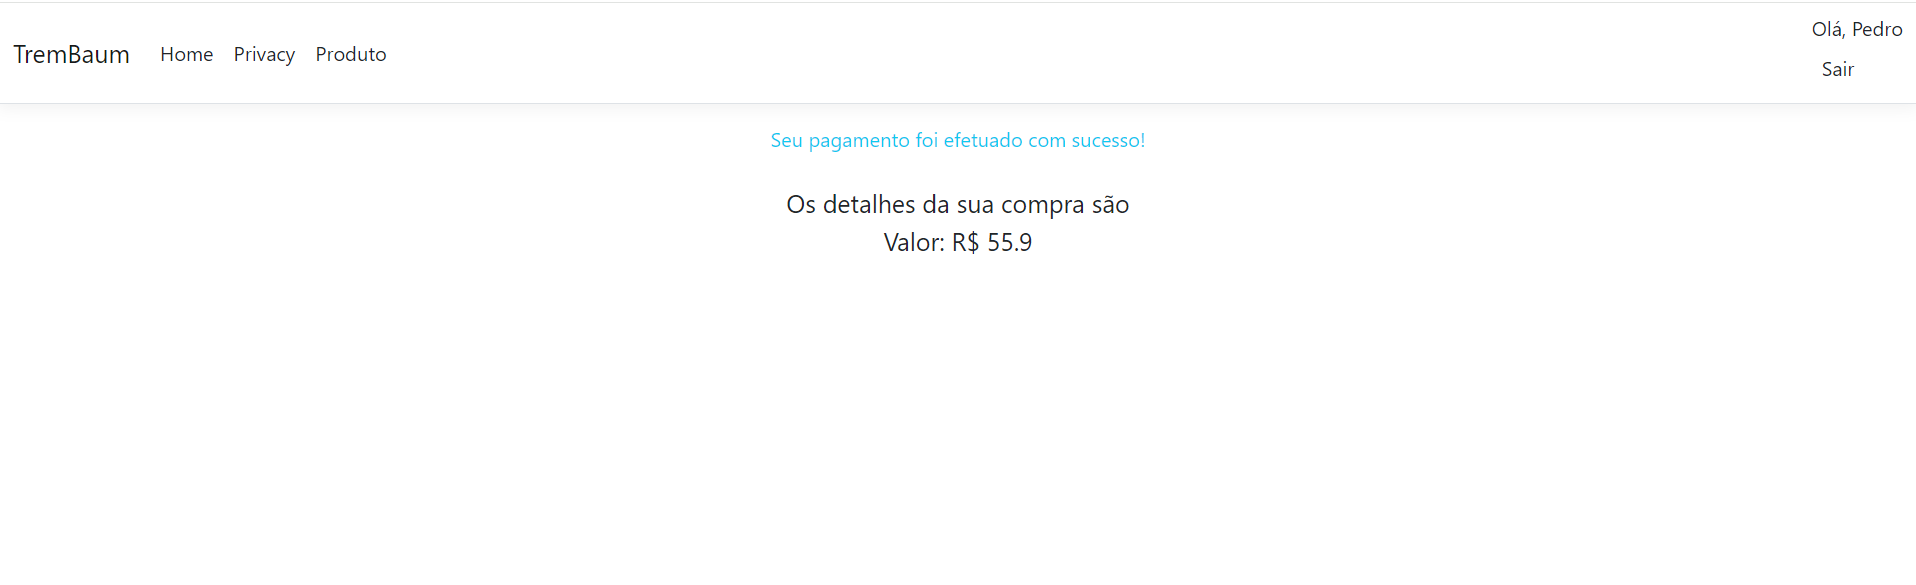 TremBaum Home Privacy Produto
Olá, Pedro
Sair
Seu pagamento foi efetuado com sucesso!
Os detalhes da sua compra são
Valor: R$ 55.9